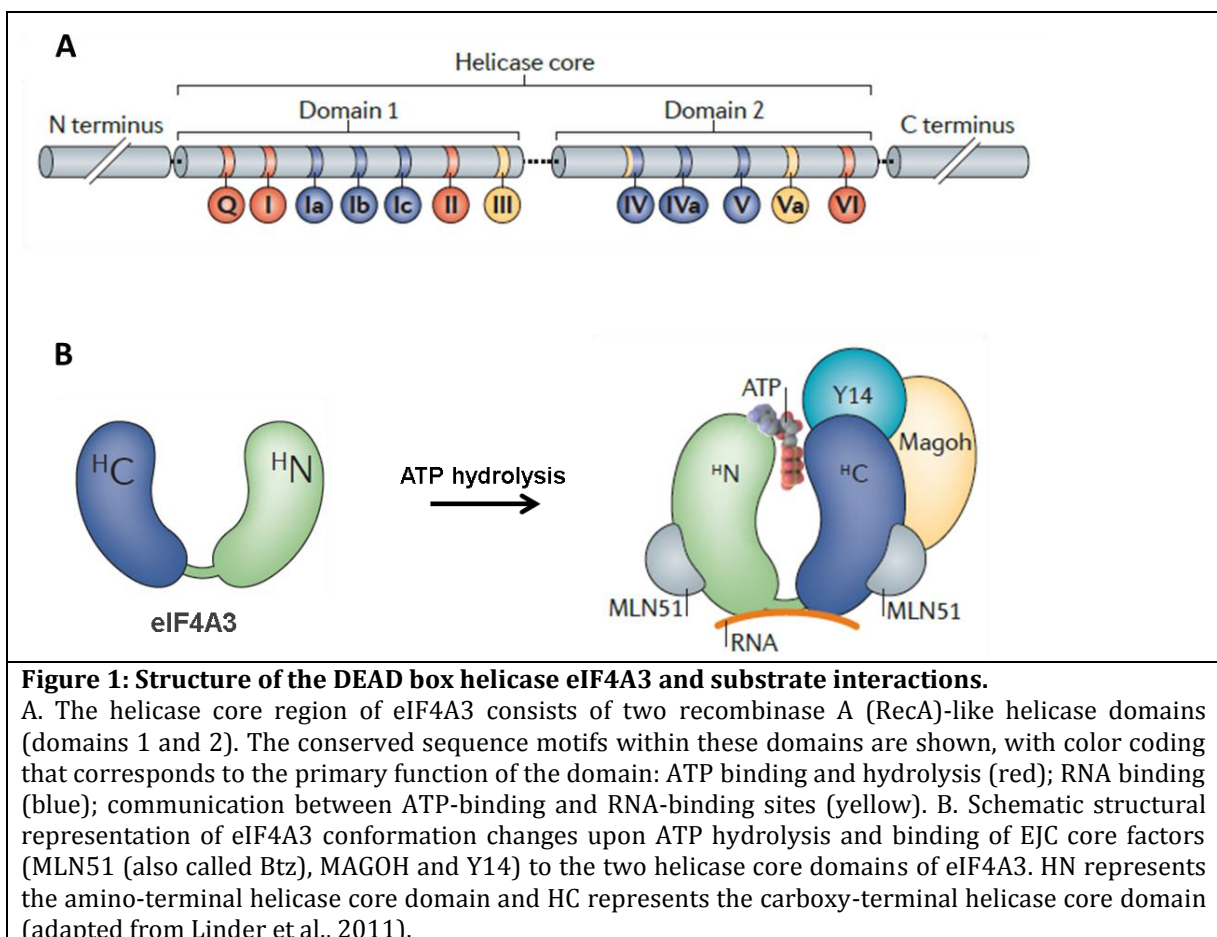 A
Helicase core
Domain 1
Domain 2
N terminus
C terminus
Q I Ia Ib Ic II III IV IVa V Va VI
B
ATP
Y14
Magoh
HC
HN
ATP hydrolysis
HN
HC
MLN51
MLN51
eIF4A3
RNA
Figure 1: Structure of the DEAD box helicase eIF4A3 and substrate interactions.
A. The helicase core region of eIF4A3 consists of two recombinase A (RecA)-like helicase domains
(domains 1 and 2). The conserved sequence motifs within these domains are shown, with color coding
that corresponds to the primary function of the domain: ATP binding and hydrolysis (red); RNA binding
(blue); communication between ATP-binding and RNA-binding sites (yellow). B. Schematic structural
representation of eIF4A3 conformation changes upon ATP hydrolysis and binding of EJC core factors
(MLN51 (also called Btz), MAGOH and Y14) to the two helicase core domains of eIF4A3. HN represents
the amino-terminal helicase core domain and HC represents the carboxy-terminal helicase core domain
(adapted from Linder et al., 2011).